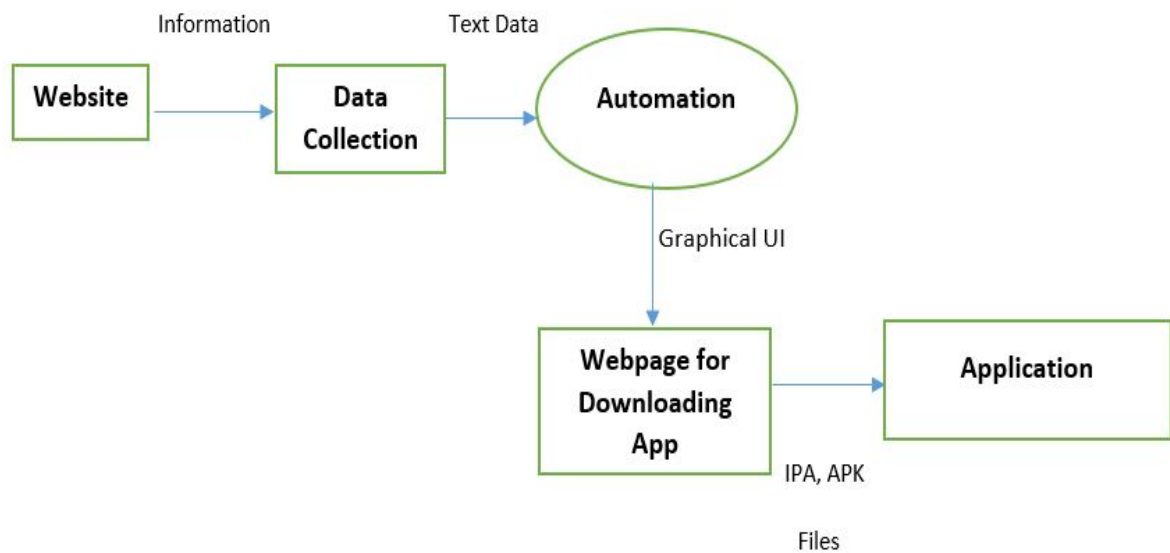 Information
Text Data
Website
Data
Collection
Automation
Graphical UI
Webpage for
Downloading
App
Application
IPA, APK
Files